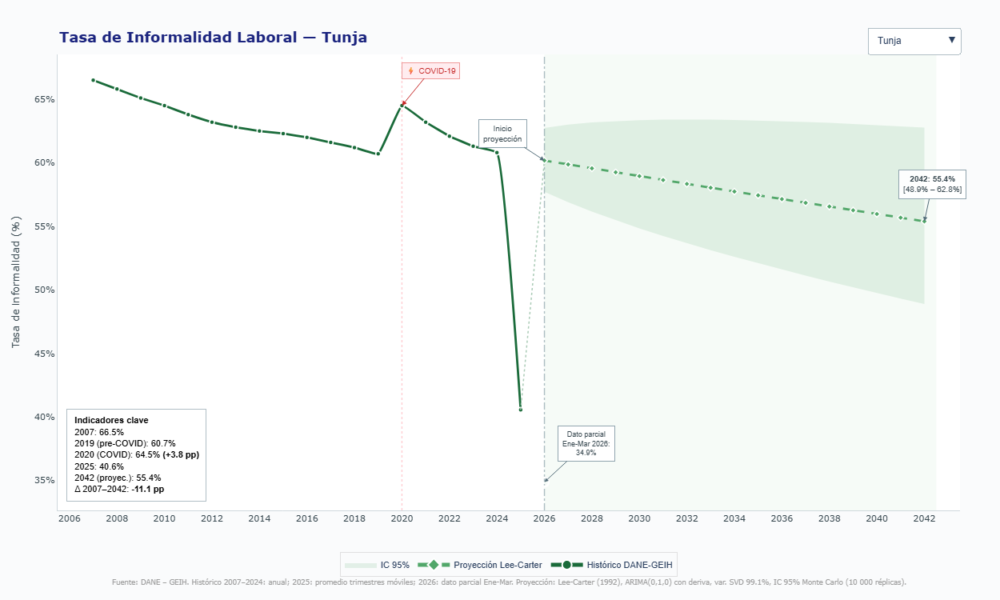 Tasa de Informalidad Laboral — Tunja
Tunja ▼
COVID-19
Inicio
proyección
2042: 55.4%
[48.9% – 62.8%]
Dato parcial
Ene-Mar 2026:
34.9%
Tasa de Informalidad (%)
65%
60%
55%
50%
45%
40%
35%
Indicadores clave
2007: 66.5%
2019 (pre-COVID): 60.7%
2020 (COVID): 64.5% (+3.8 pp)
2025: 40.6%
2042 (proyec.): 55.4%
Δ 2007–2042: -11.1 pp
2006 2008 2010 2012 2014 2016 2018 2020 2022 2024 2026 2028 2030 2032 2034 2036 2038 2040 2042
IC 95% Proyección Lee-Carter Histórico DANE-GEIH
Fuente: DANE – GEIH. Histórico 2007–2024: anual; 2025: promedio trimestres móviles; 2026: dato parcial Ene-Mar. Proyección: Lee-Carter (1992), ARIMA(0,1,0) con deriva, var. SVD 99.1%, IC 95% Monte Carlo (10 000 réplicas).